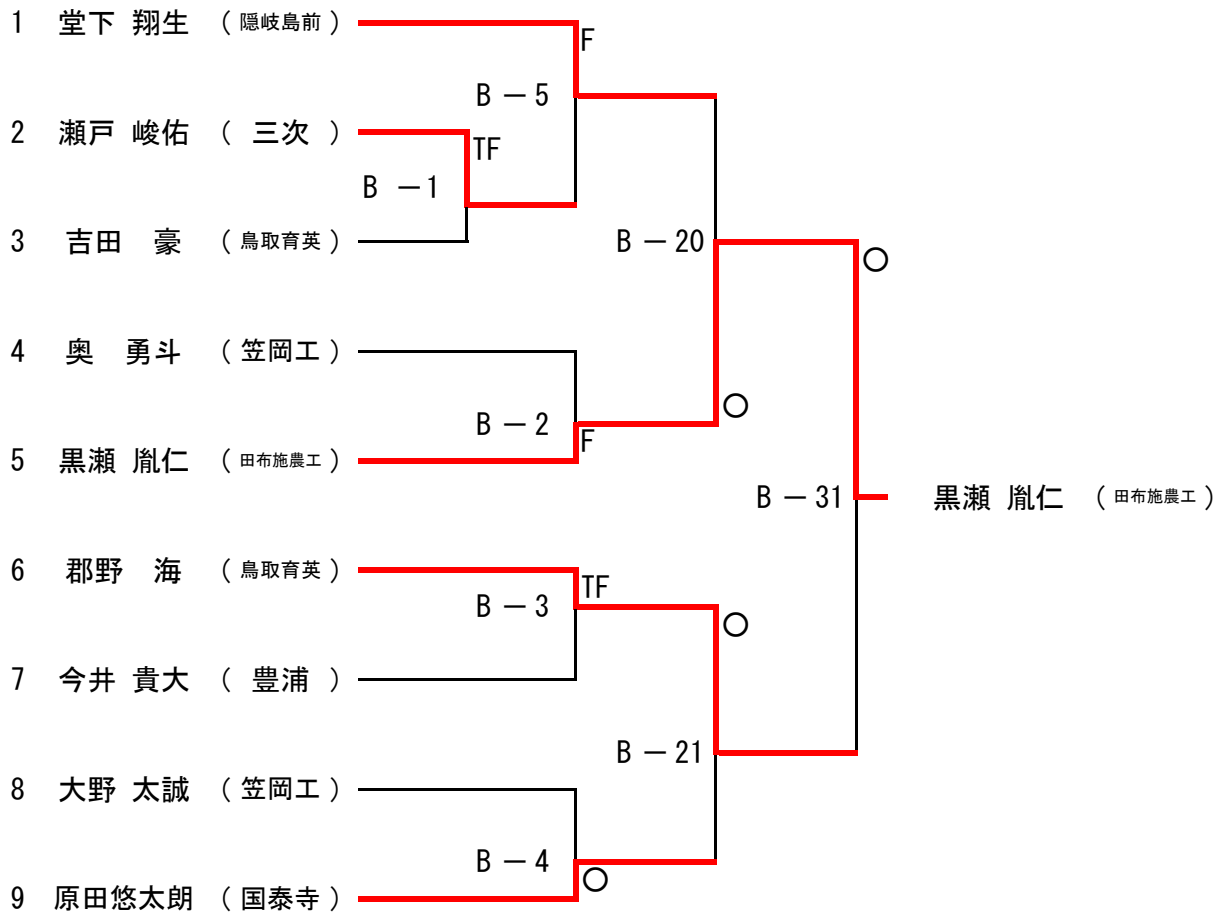 1 堂下 翔生 （ 隠岐島前 ）
F
B － 5
2 瀬戸 峻佑 （ 三次 ）
TF
B －1
3 吉田 豪 （ 鳥取育英 ）
B － 20
○
4 奥 勇斗 （ 笠岡工 ）
○
B － 2
F
5 黒瀬 胤仁 （ 田布施農工 ）
B － 31
黒瀬 胤仁 （ 田布施農工 ）
6 郡野 海 （ 鳥取育英 ）
TF
B － 3
○
7 今井 貴大 （ 豊浦 ）
B － 21
8 大野 太誠 （ 笠岡工 ）
B － 4
○
9 原田悠太朗 （ 国泰寺 ）